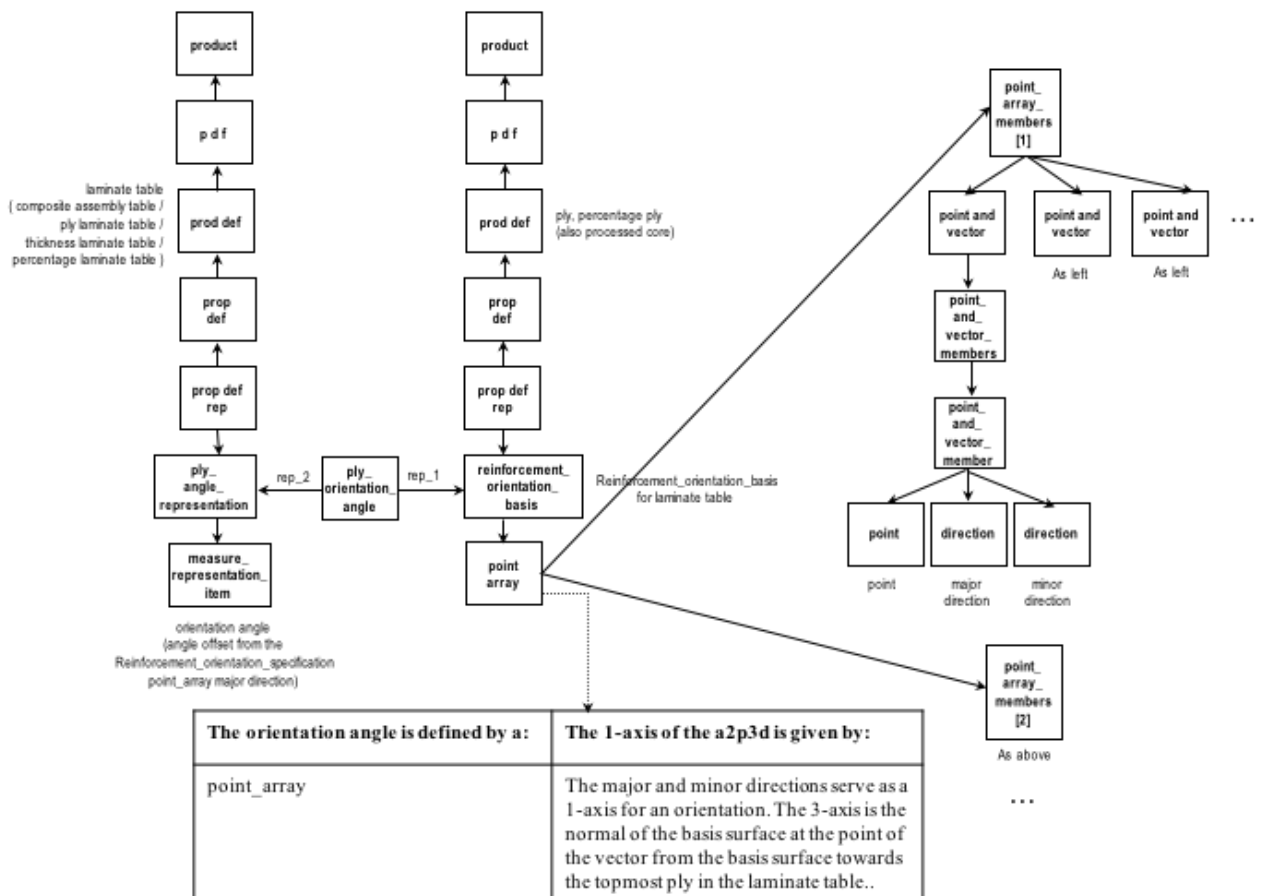 product
p d f
laminate table
( composite assembly table /
ply laminate table /
thickness laminate table /
percentage laminate table )
prod def
prop
def
prop def
rep
ply_
angle_
representation
rep_2
ply_
orientation_
angle
rep_1
measure_
representation_
item
orientation angle
(angle offset from the
Reinforcement_orientation_specification
point_array major direction)
product
p d f
prod def
ply, percentage ply
(also processed core)
prop
def
prop def
rep
reinforcement_
orientation_
basis
Reinforcement_orientation_basis
for laminate table
point
array
point_
array_
members
[1]
point and
vector
point and
vector
As left
point and
vector
As left
...
point_
and_
vector_
members
point_
and_
vector_
member
point
direction
direction
point
major
direction
minor
direction
point_
array_
members
[2]
As above
...
The orientation angle is defined by a:
The 1-axis of the a2p3d is given by:
point_array
The major and minor directions serve as a
1-axis for an orientation. The 3-axis is the
normal of the basis surface at the point of
the vector from the basis surface towards
the topmost ply in the laminate table..